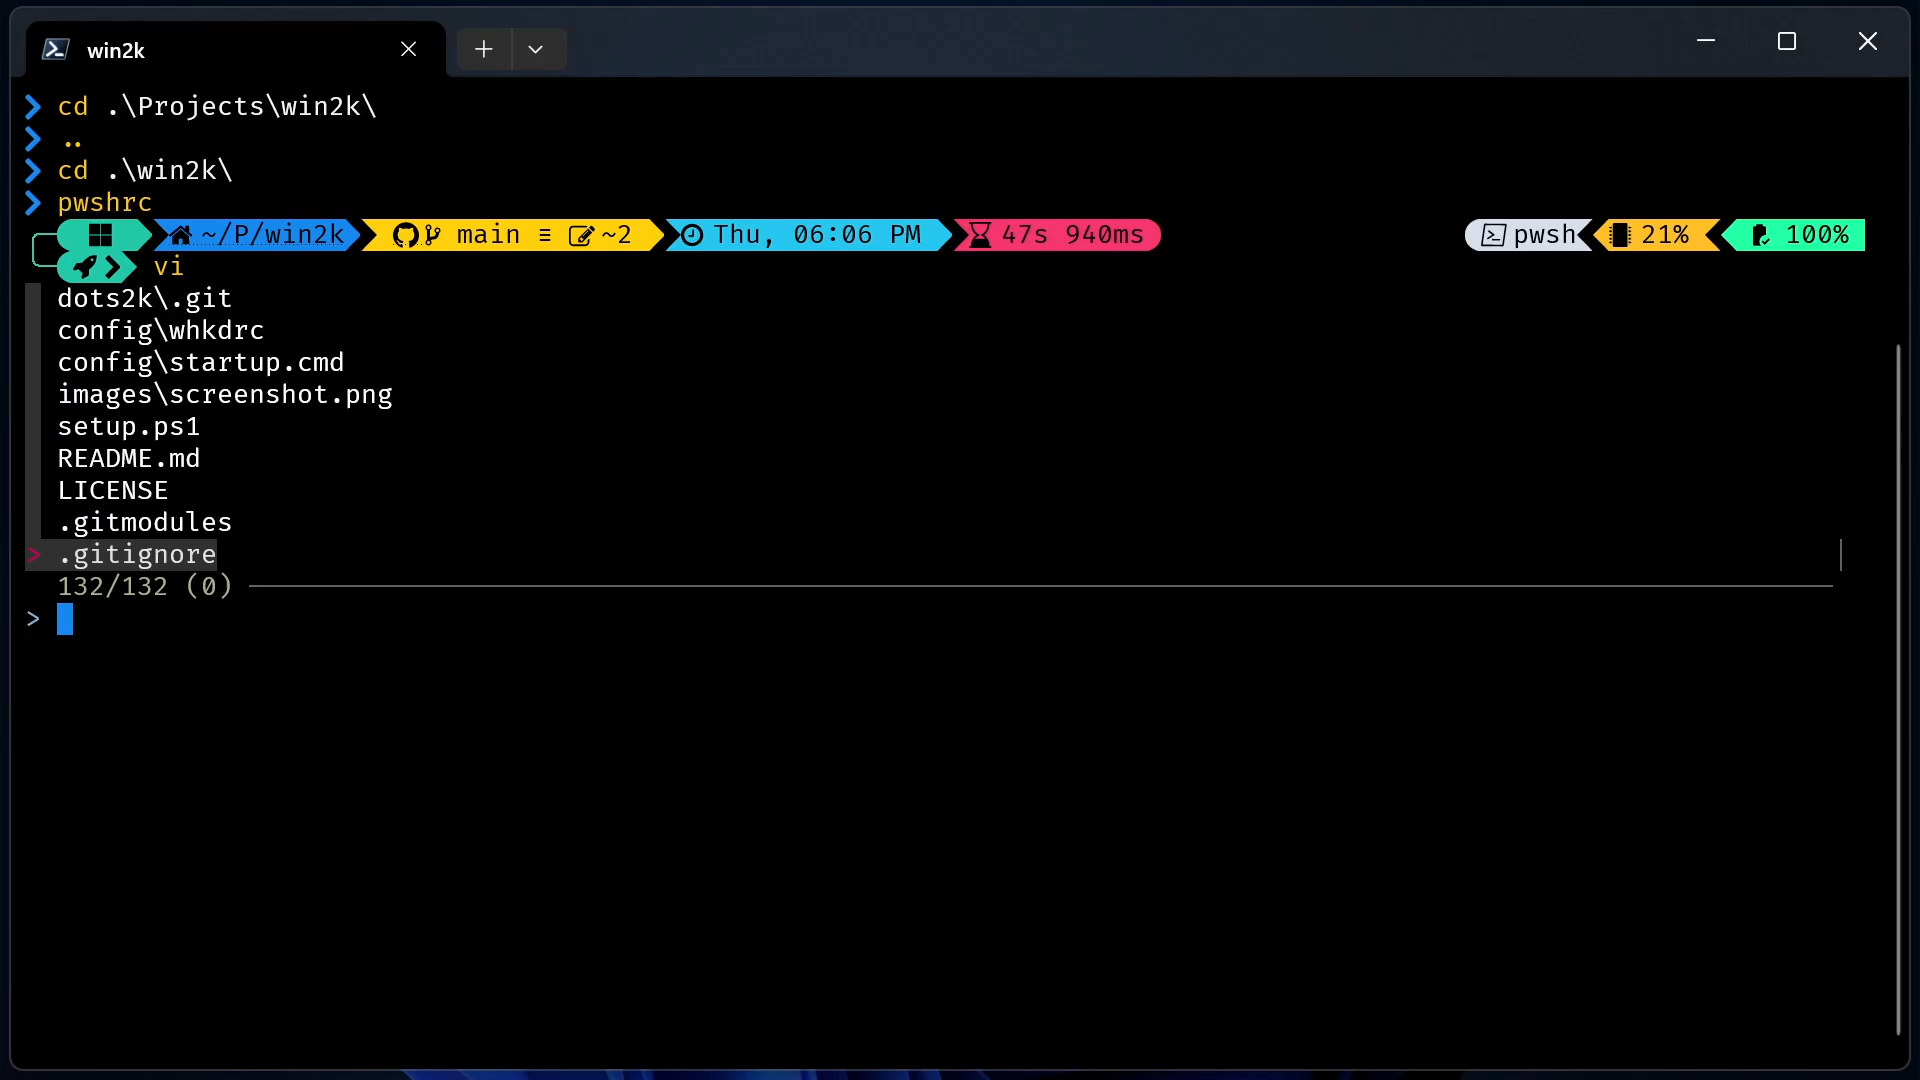 win2k
cd .\Projects\win2k\
..
cd .\win2k\
pwshrc
~/P/win2k main ≡ ~2 Thu, 06:06 PM 47s 940ms pwsh 21% 100%
vi
dots2k\.git
config\whkdrc
config\startup.cmd
images\screenshot.png
setup.ps1
README.md
LICENSE
.gitmodules
> .gitignore
132/132 (0)
>